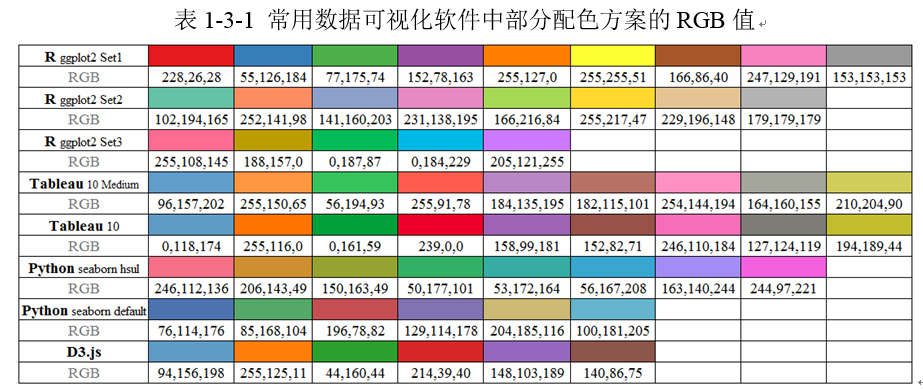 表 1-3-1 常用数据可视化软件中部分配色方案的 RGB 值
R ggplot2 Set1
RGB 228,26,28 55,126,184 77,175,74 152,78,163 255,127,0 255,255,51 166,86,40 247,129,191 153,153,153
R ggplot2 Set2
RGB 102,194,165 252,141,98 141,160,203 231,138,195 166,216,84 255,217,47 229,196,148 179,179,179
R ggplot2 Set3
RGB 255,108,145 188,157,0 0,187,87 0,184,229 205,121,255
Tableau 10 Medium
RGB 96,157,202 255,150,65 56,194,93 255,91,78 184,135,195 182,115,101 254,144,194 164,160,155 210,204,90
Tableau 10
RGB 0,118,174 255,116,0 0,161,59 239,0,0 158,99,181 152,82,71 246,110,184 127,124,119 194,189,44
Python seaborn hsul
RGB 246,112,136 206,143,49 150,163,49 50,177,101 53,172,164 56,167,208 163,140,244 244,97,221
Python seaborn default
RGB 76,114,176 85,168,104 196,78,82 129,114,178 204,185,116 100,181,205
D3.js
RGB 94,156,198 255,125,11 44,160,44 214,39,40 148,103,189 140,86,75